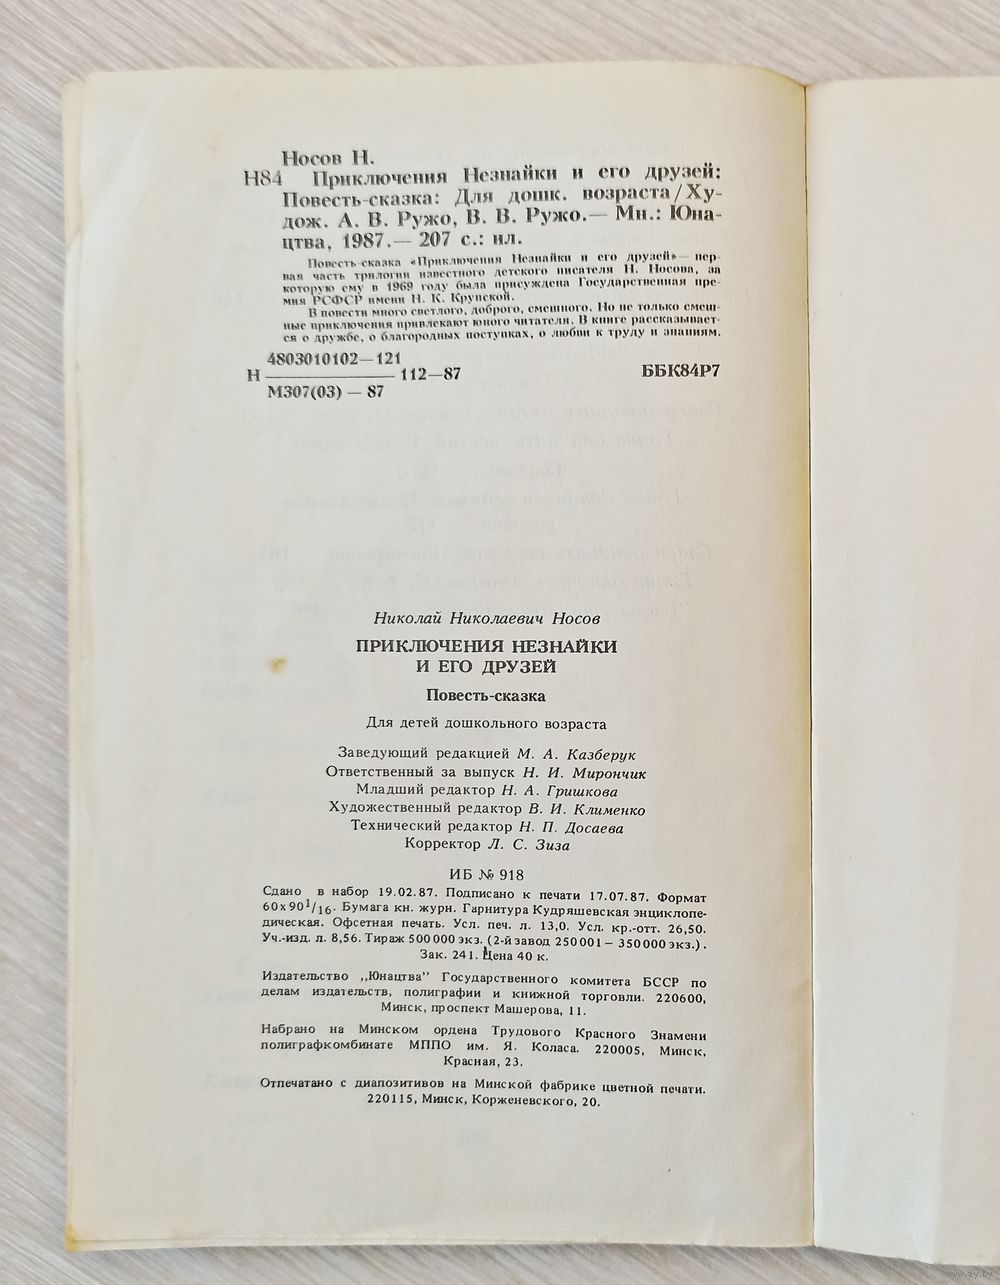 Носов Н.
Н84 Приключения Незнайки и его друзей:
Повесть-сказка: Для дошк. возраста/Ху-
дож. А. В. Ружо, В. В. Ружо.— Мн.: Юна-
цтва, 1987.— 207 с.: ил.
Повесть-сказка «Приключения Незнайки и его друзей»— пер-
вая часть трилогии известного детского писателя Н. Носова, за
которую ему в 1969 году была присуждена Государственная пре-
мия РСФСР имени Н. К. Крупской.
В повести много светлого, доброго, смешного. Но не только смеш-
ные приключения привлекают юного читателя. В книге рассказывает-
ся о дружбе, о благородных поступках, о любви к труду и знаниям.
4803010102—121
Н 112—87 ББК84Р7
М307(03) — 87
Николай Николаевич Носов
ПРИКЛЮЧЕНИЯ НЕЗНАЙКИ
И ЕГО ДРУЗЕЙ
Повесть-сказка
Для детей дошкольного возраста
Заведующий редакцией М. А. Казберук
Ответственный за выпуск Н. И. Мирончик
Младший редактор Н. А. Гришкова
Художественный редактор В. И. Клименко
Технический редактор Н. П. Досаева
Корректор Л. С. Зиза
ИБ № 918
Сдано в набор 19.02.87. Подписано к печати 17.07.87. Формат
60х90 1/16. Бумага кн. журн. Гарнитура Кудряшевская энциклопе-
дическая. Офсетная печать. Усл. печ. л. 13,0. Усл. кр.-отт. 26,50.
Уч.-изд. л. 8,56. Тираж 500 000 экз. (2-й завод 250 001 – 350 000 экз.).
Зак. 241. Цена 40 к.
Издательство ,,Юнацтва" Государственного комитета БССР по
делам издательств, полиграфии и книжной торговли. 220600,
Минск, проспект Машерова, 11.
Набрано на Минском ордена Трудового Красного Знамени
полиграфкомбинате МППО им. Я. Коласа. 220005, Минск,
Красная, 23.
Отпечатано с диапозитивов на Минской фабрике цветной печати.
220115, Минск, Корженевского, 20.
www.ay.by